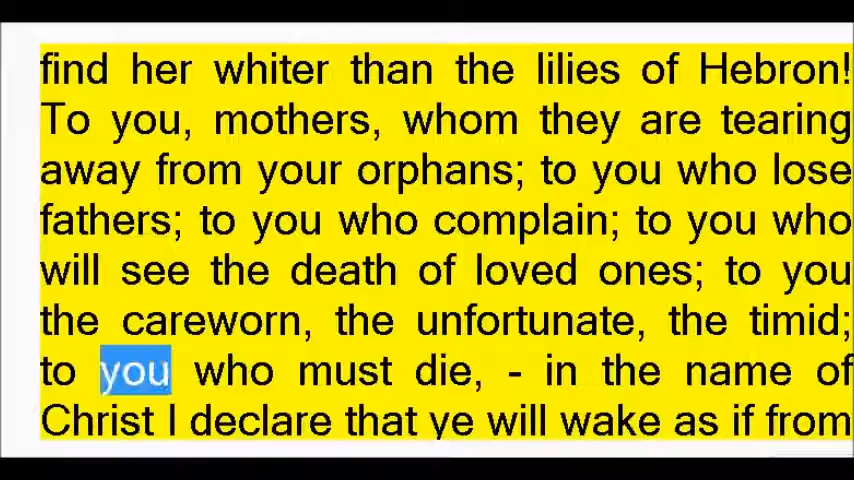 find her whiter than the lilies of Hebron!
To you, mothers, whom they are tearing
away from your orphans; to you who lose
fathers; to you who complain; to you who
will see the death of loved ones; to you
the careworn, the unfortunate, the timid;
to you who must die, - in the name of
Christ I declare that ye will wake as if from